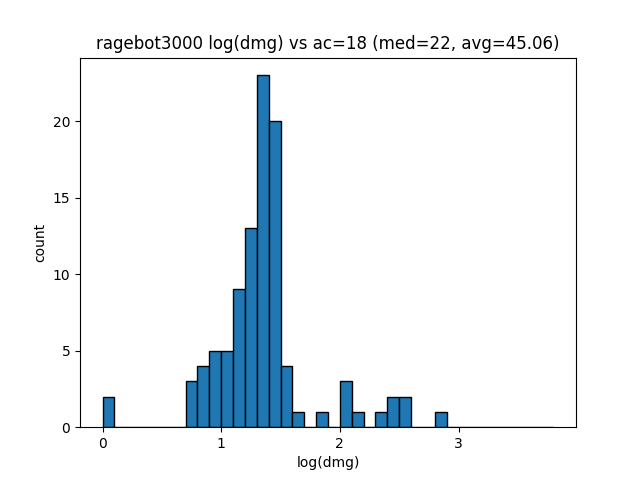 ragebot3000 log(dmg) vs ac=18 (med=22, avg=45.06)
20
15
10
5
0
count
0 1 2 3
log(dmg)